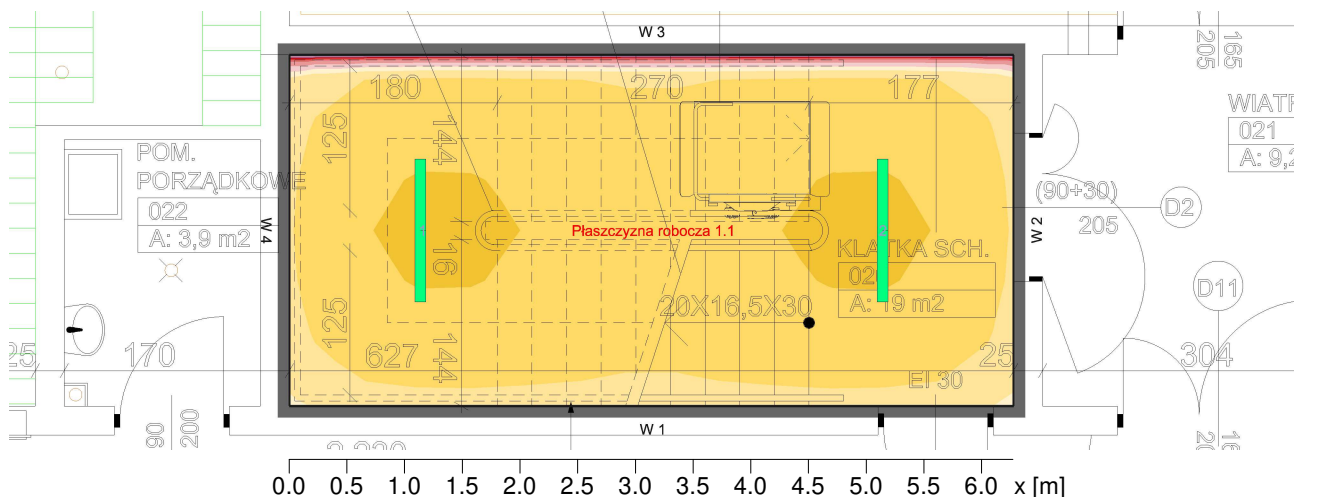 W 3
205
165
180
270
177
WIATR
021
A: 9,2
125
144
POM.
PORZĄDKOWE
022
A: 3,9 m2
W 4
(90+30)
205
D2
W 2
Płaszczyzna robocza 1.1
16
KLATKA SCH.
020
A: 19 m2
D11
20X16,5X30
125
144
25
170
627
25
304
EI 30
90
200
W 1
0.0 0.5 1.0 1.5 2.0 2.5 3.0 3.5 4.0 4.5 5.0 5.5 6.0 x [m]